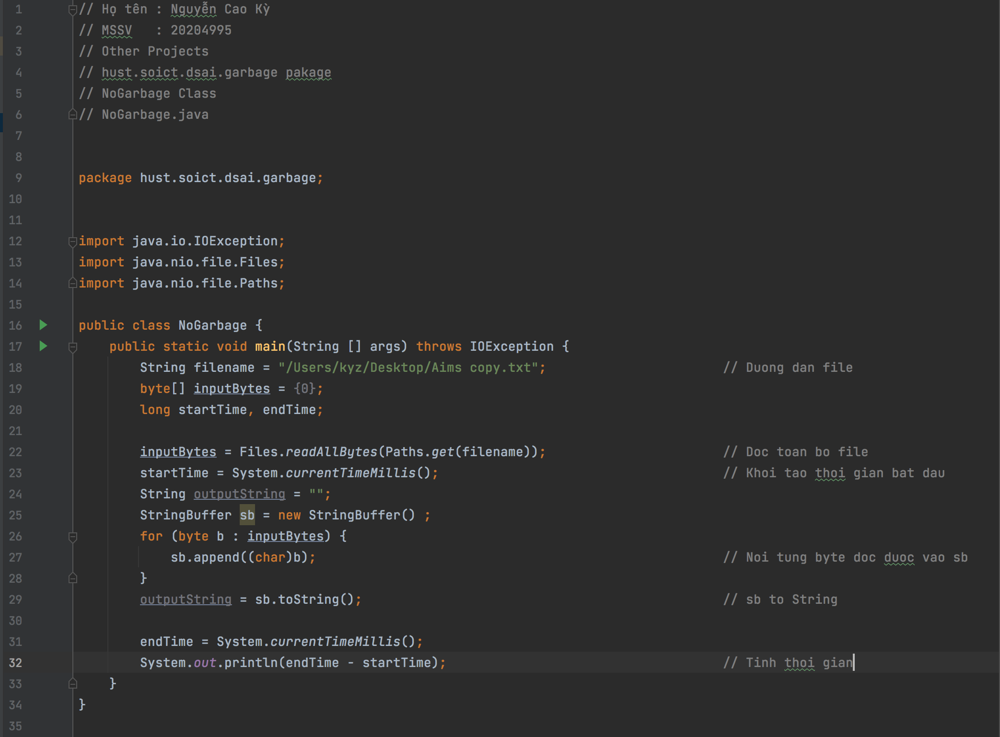 1 // Họ tên : Nguyễn Cao Kỳ
2 // MSSV   : 20204995
3 // Other Projects
4 // hust.soict.dsai.garbage pakage
5 // NoGarbage Class
6 // NoGarbage.java
7
8
9 package hust.soict.dsai.garbage;
10
11
12 import java.io.IOException;
13 import java.nio.file.Files;
14 import java.nio.file.Paths;
15
16 public class NoGarbage {
17     public static void main(String [] args) throws IOException {
18         String filename = "/Users/kyz/Desktop/Aims copy.txt"; // Duong dan file
19         byte[] inputBytes = {0};
20         long startTime, endTime;
21
22         inputBytes = Files.readAllBytes(Paths.get(filename)); // Doc toan bo file
23         startTime = System.currentTimeMillis(); // Khoi tao thoi gian bat dau
24         String outputString = "";
25         StringBuffer sb = new StringBuffer() ;
26         for (byte b : inputBytes) {
27             sb.append((char)b); // Noi tung byte doc duoc vao sb
28         }
29         outputString = sb.toString(); // sb to String
30
31         endTime = System.currentTimeMillis();
32         System.out.println(endTime - startTime); // Tinh thoi gian
33     }
34 }
35